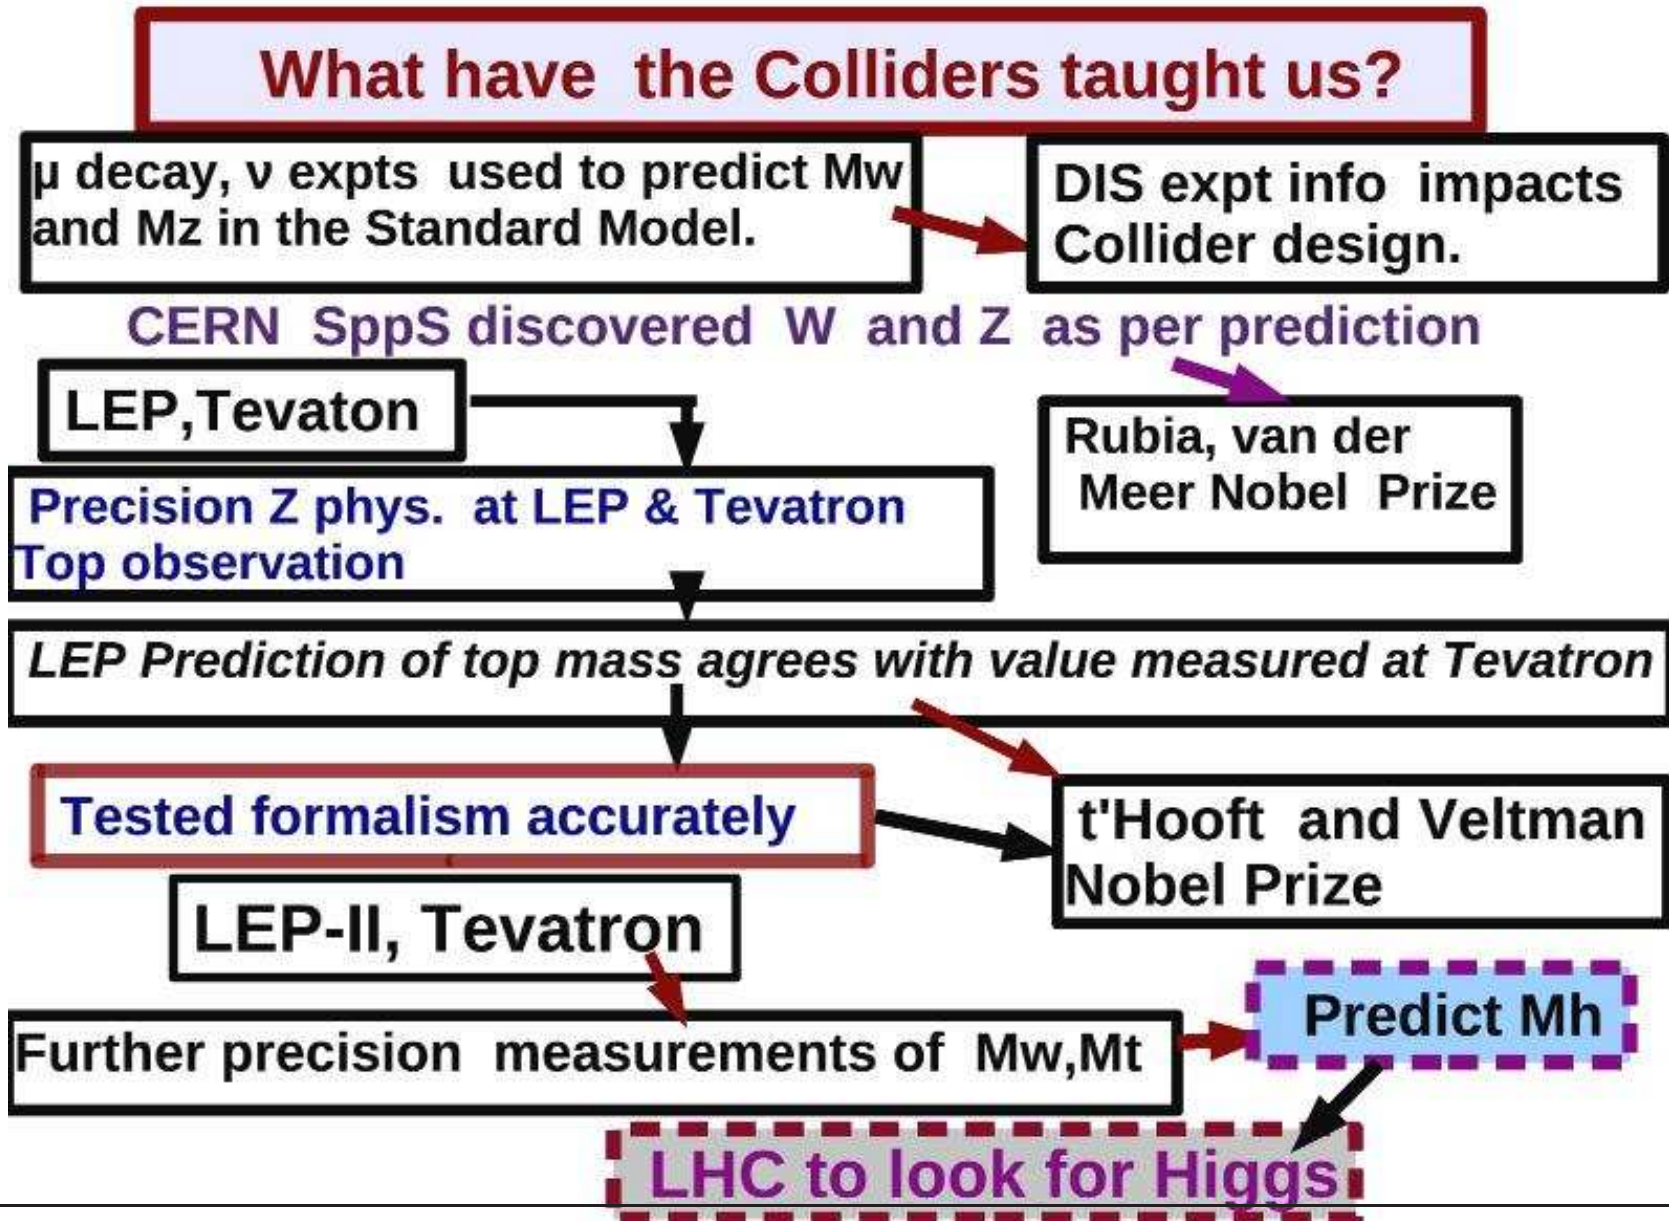 What have the Colliders taught us?
μ decay, ν expts used to predict Mw
and Mz in the Standard Model.
DIS expt info impacts
Collider design.
CERN SppS discovered W and Z as per prediction
LEP,Tevaton
Rubia, van der
Meer Nobel Prize
Precision Z phys. at LEP & Tevatron
Top observation
LEP Prediction of top mass agrees with value measured at Tevatron
Tested formalism accurately
t'Hooft and Veltman
Nobel Prize
LEP-II, Tevatron
Further precision measurements of Mw,Mt
Predict Mh
LHC to look for Higgs